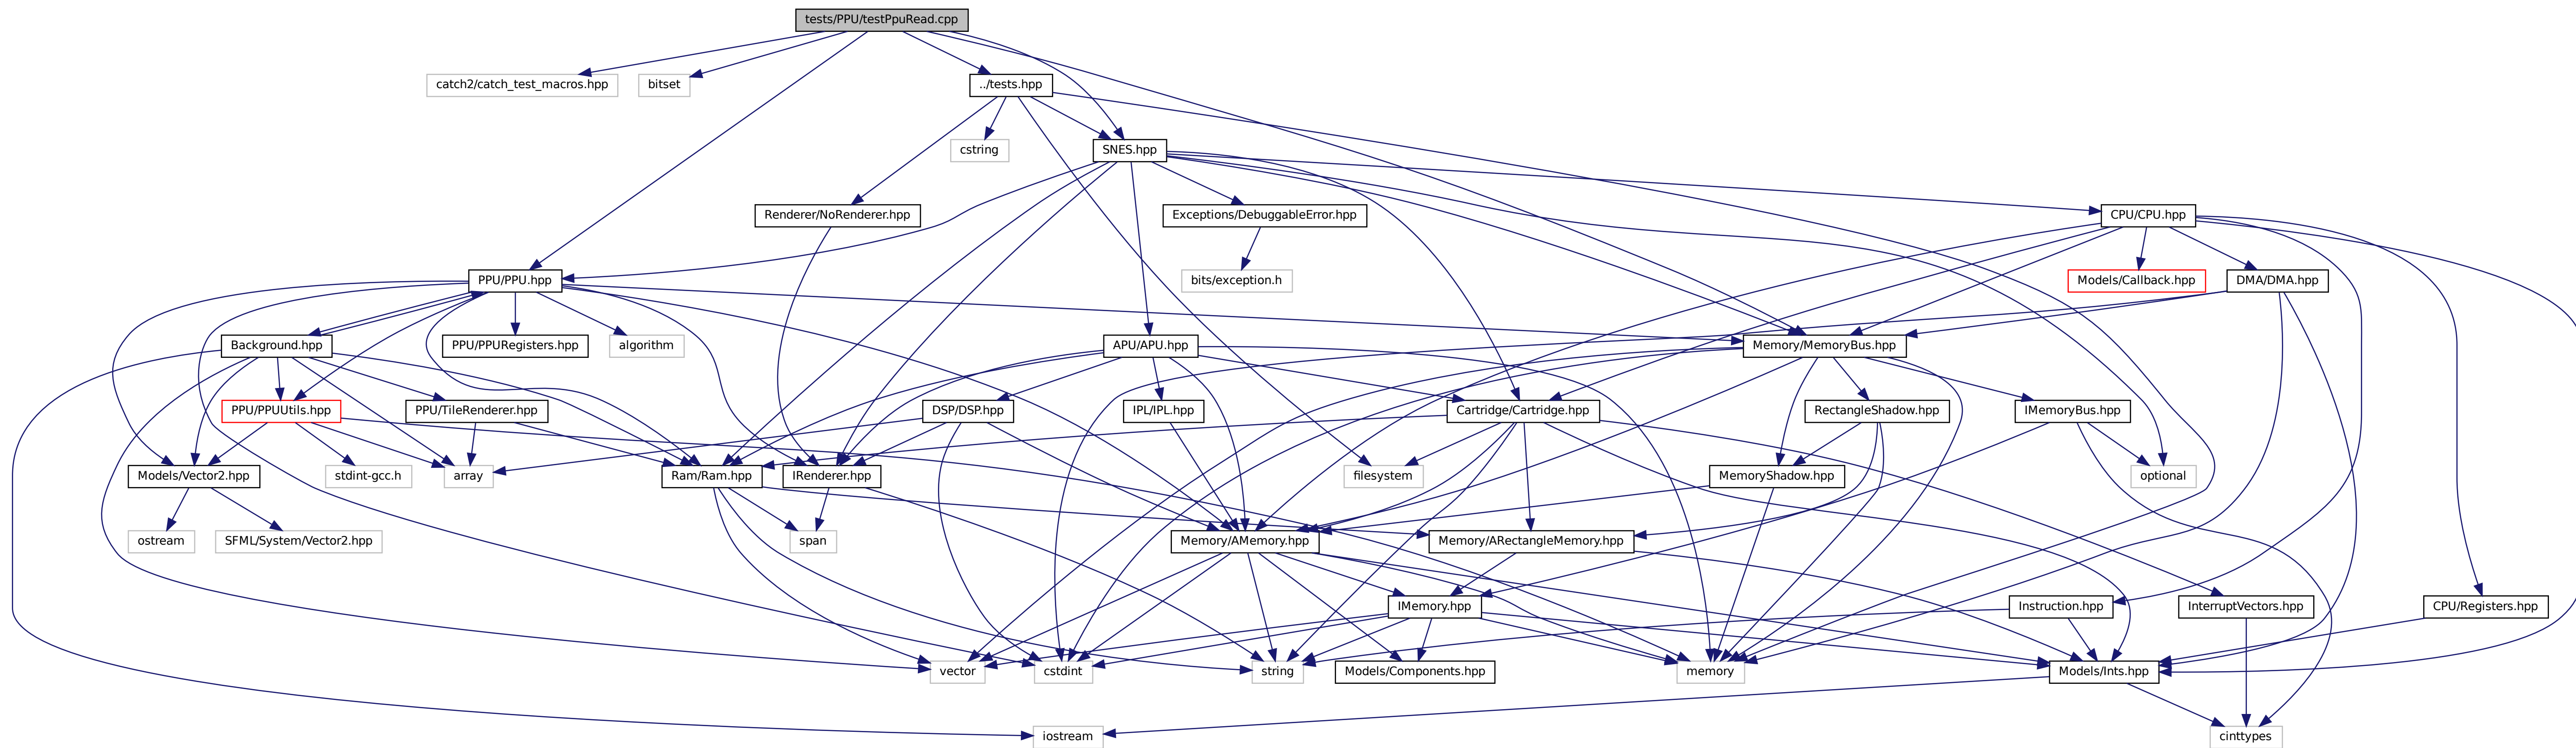 tests/PPU/testPpuRead.cpp
catch2/catch_test_macros.hpp
bitset
../tests.hpp
cstring
SNES.hpp
Renderer/NoRenderer.hpp
Exceptions/DebuggableError.hpp
CPU/CPU.hpp
PPU/PPU.hpp
bits/exception.h
Models/Callback.hpp
DMA/DMA.hpp
Background.hpp
PPU/PPURegisters.hpp
algorithm
APU/APU.hpp
Memory/MemoryBus.hpp
PPU/PPUUtils.hpp
PPU/TileRenderer.hpp
DSP/DSP.hpp
IPL/IPL.hpp
Cartridge/Cartridge.hpp
RectangleShadow.hpp
IMemoryBus.hpp
Models/Vector2.hpp
stdint-gcc.h
array
Ram/Ram.hpp
IRenderer.hpp
filesystem
MemoryShadow.hpp
optional
ostream
SFML/System/Vector2.hpp
span
Memory/AMemory.hpp
Memory/ARectangleMemory.hpp
IMemory.hpp
Instruction.hpp
InterruptVectors.hpp
CPU/Registers.hpp
vector
cstdint
string
Models/Components.hpp
memory
Models/Ints.hpp
iostream
cinttypes